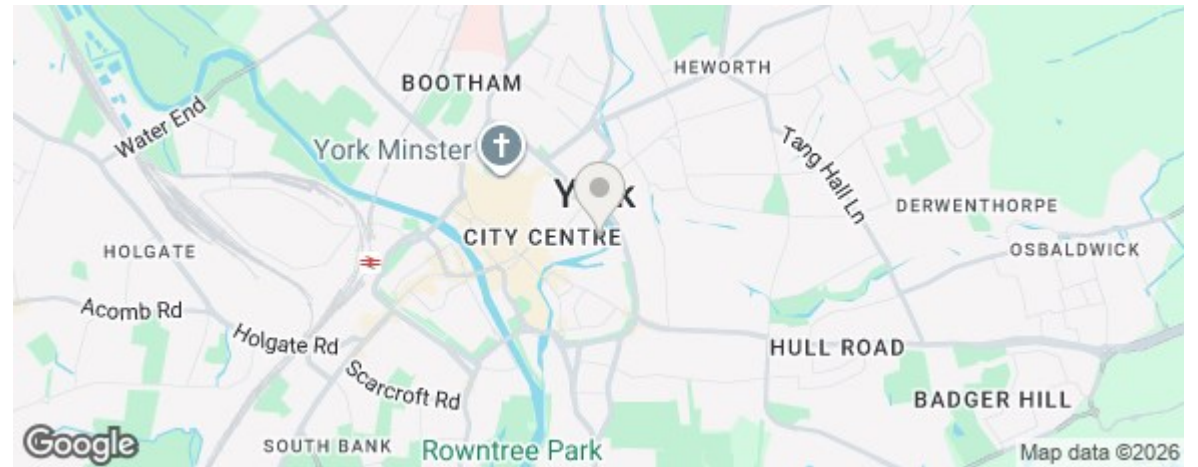 BOOTHAM
HEWORTH
Water End
York Minster
Tang Hall Ln
DERWENTHORPE
CITY CENTRE
OSBALDWICK
HOLGATE
Acomb Rd
Holgate Rd
HULL ROAD
Scarcroft Rd
BADGER HILL
SOUTH BANK
Rowntree Park
Google
Map data ©2026